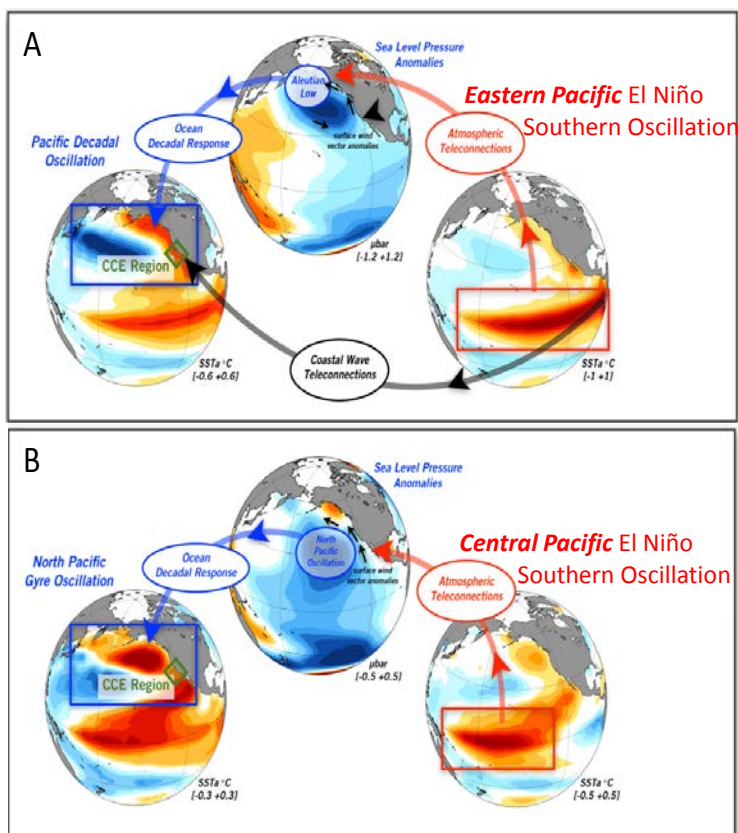 A
Sea Level Pressure
Anomalies
Aleutian
Low
Eastern Pacific El Niño
Southern Oscillation
Pacific Decadal
Oscillation
Ocean
Decadal Response
surface wind
vector anomalies
Atmospheric
Teleconnections
CCE Region
µbar
[-1.2 +1.2]
Coastal Wave
Teleconnections
SSTa °C
[-0.6 +0.6]
SSTa °C
[-1 +1]
B
Sea Level Pressure
Anomalies
North
Pacific
Oscillation
Central Pacific El Niño
Southern Oscillation
North Pacific
Gyre Oscillation
Ocean
Decadal Response
surface wind
vector anomalies
Atmospheric
Teleconnections
CCE Region
µbar
[-0.5 +0.5]
SSTa °C
[-0.3 +0.3]
SSTa °C
[-0.5 +0.5]